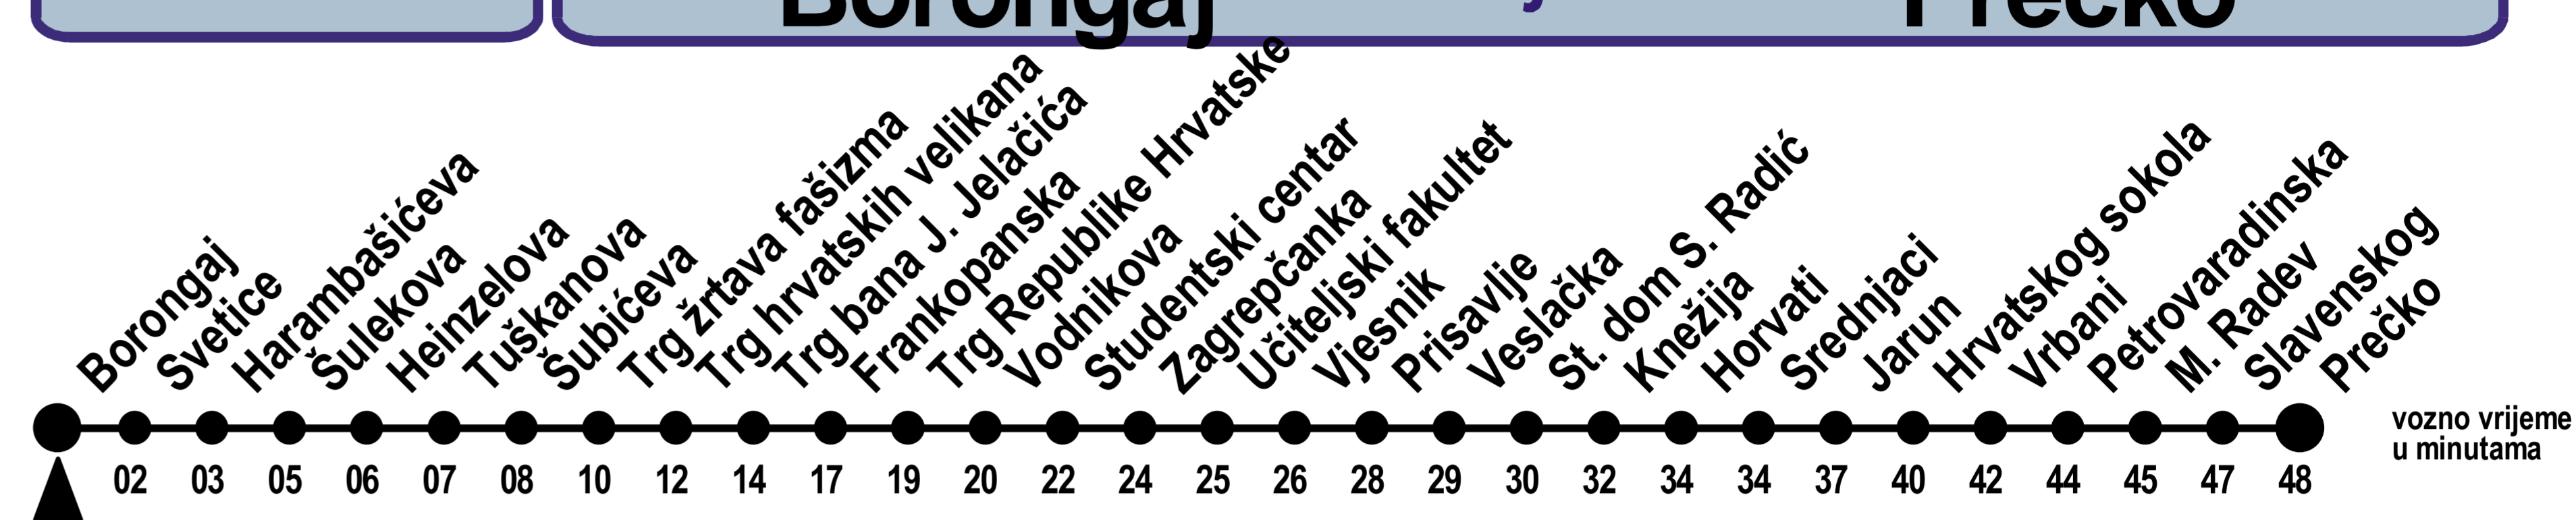 Borongaj
Prečko
Borongaj
Svetice
Harambašićeva
Šulekova
Heinzelova
Tuškanova
Šubićeva
Trg žrtava fašizma
Trg hrvatskih velikana
Trg bana J. Jelačića
Frankopanska
Trg Republike Hrvatske
Vodnikova
Studentski centar
Zagrepčanka
Učiteljski fakultet
Vjesnik
Prisavlje
Veslačka
St. dom S. Radić
Knežija
Horvati
Srednjaci
Jarun
Hrvatskog sokola
Vrbani
Petrovaradinska
M. Radev
Slavenskog
Prečko
02 03 05 06 07 08 10 12 14 17 19 20 22 24 25 26 28 29 30 32 34 34 37 40 42 44 45 47 48
vozno vrijeme
u minutama